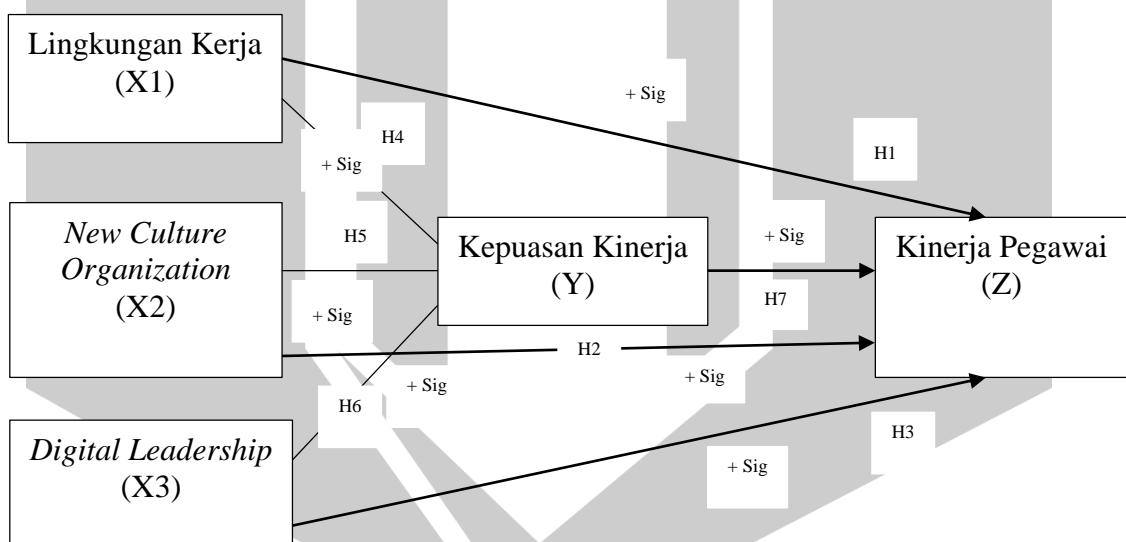 Lingkungan Kerja
(X1)
+ Sig
H4
H1
+ Sig
New Culture
Organization
(X2)
H5
Kepuasan Kinerja
(Y)
+ Sig
Kinerja Pegawai
(Z)
H7
+ Sig
H2
+ Sig
+ Sig
H6
H3
Digital Leadership
(X3)
+ Sig